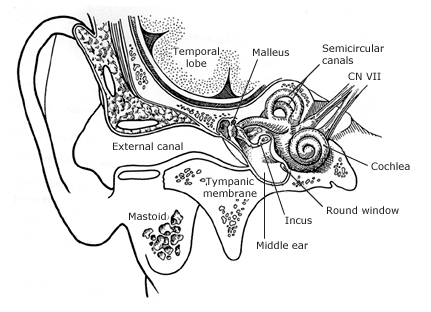 Temporal
lobe
Malleus
Semicircular
canals
CN VII
External canal
Cochlea
Tympanic
membrane
Round window
Mastoid
Incus
Middle ear